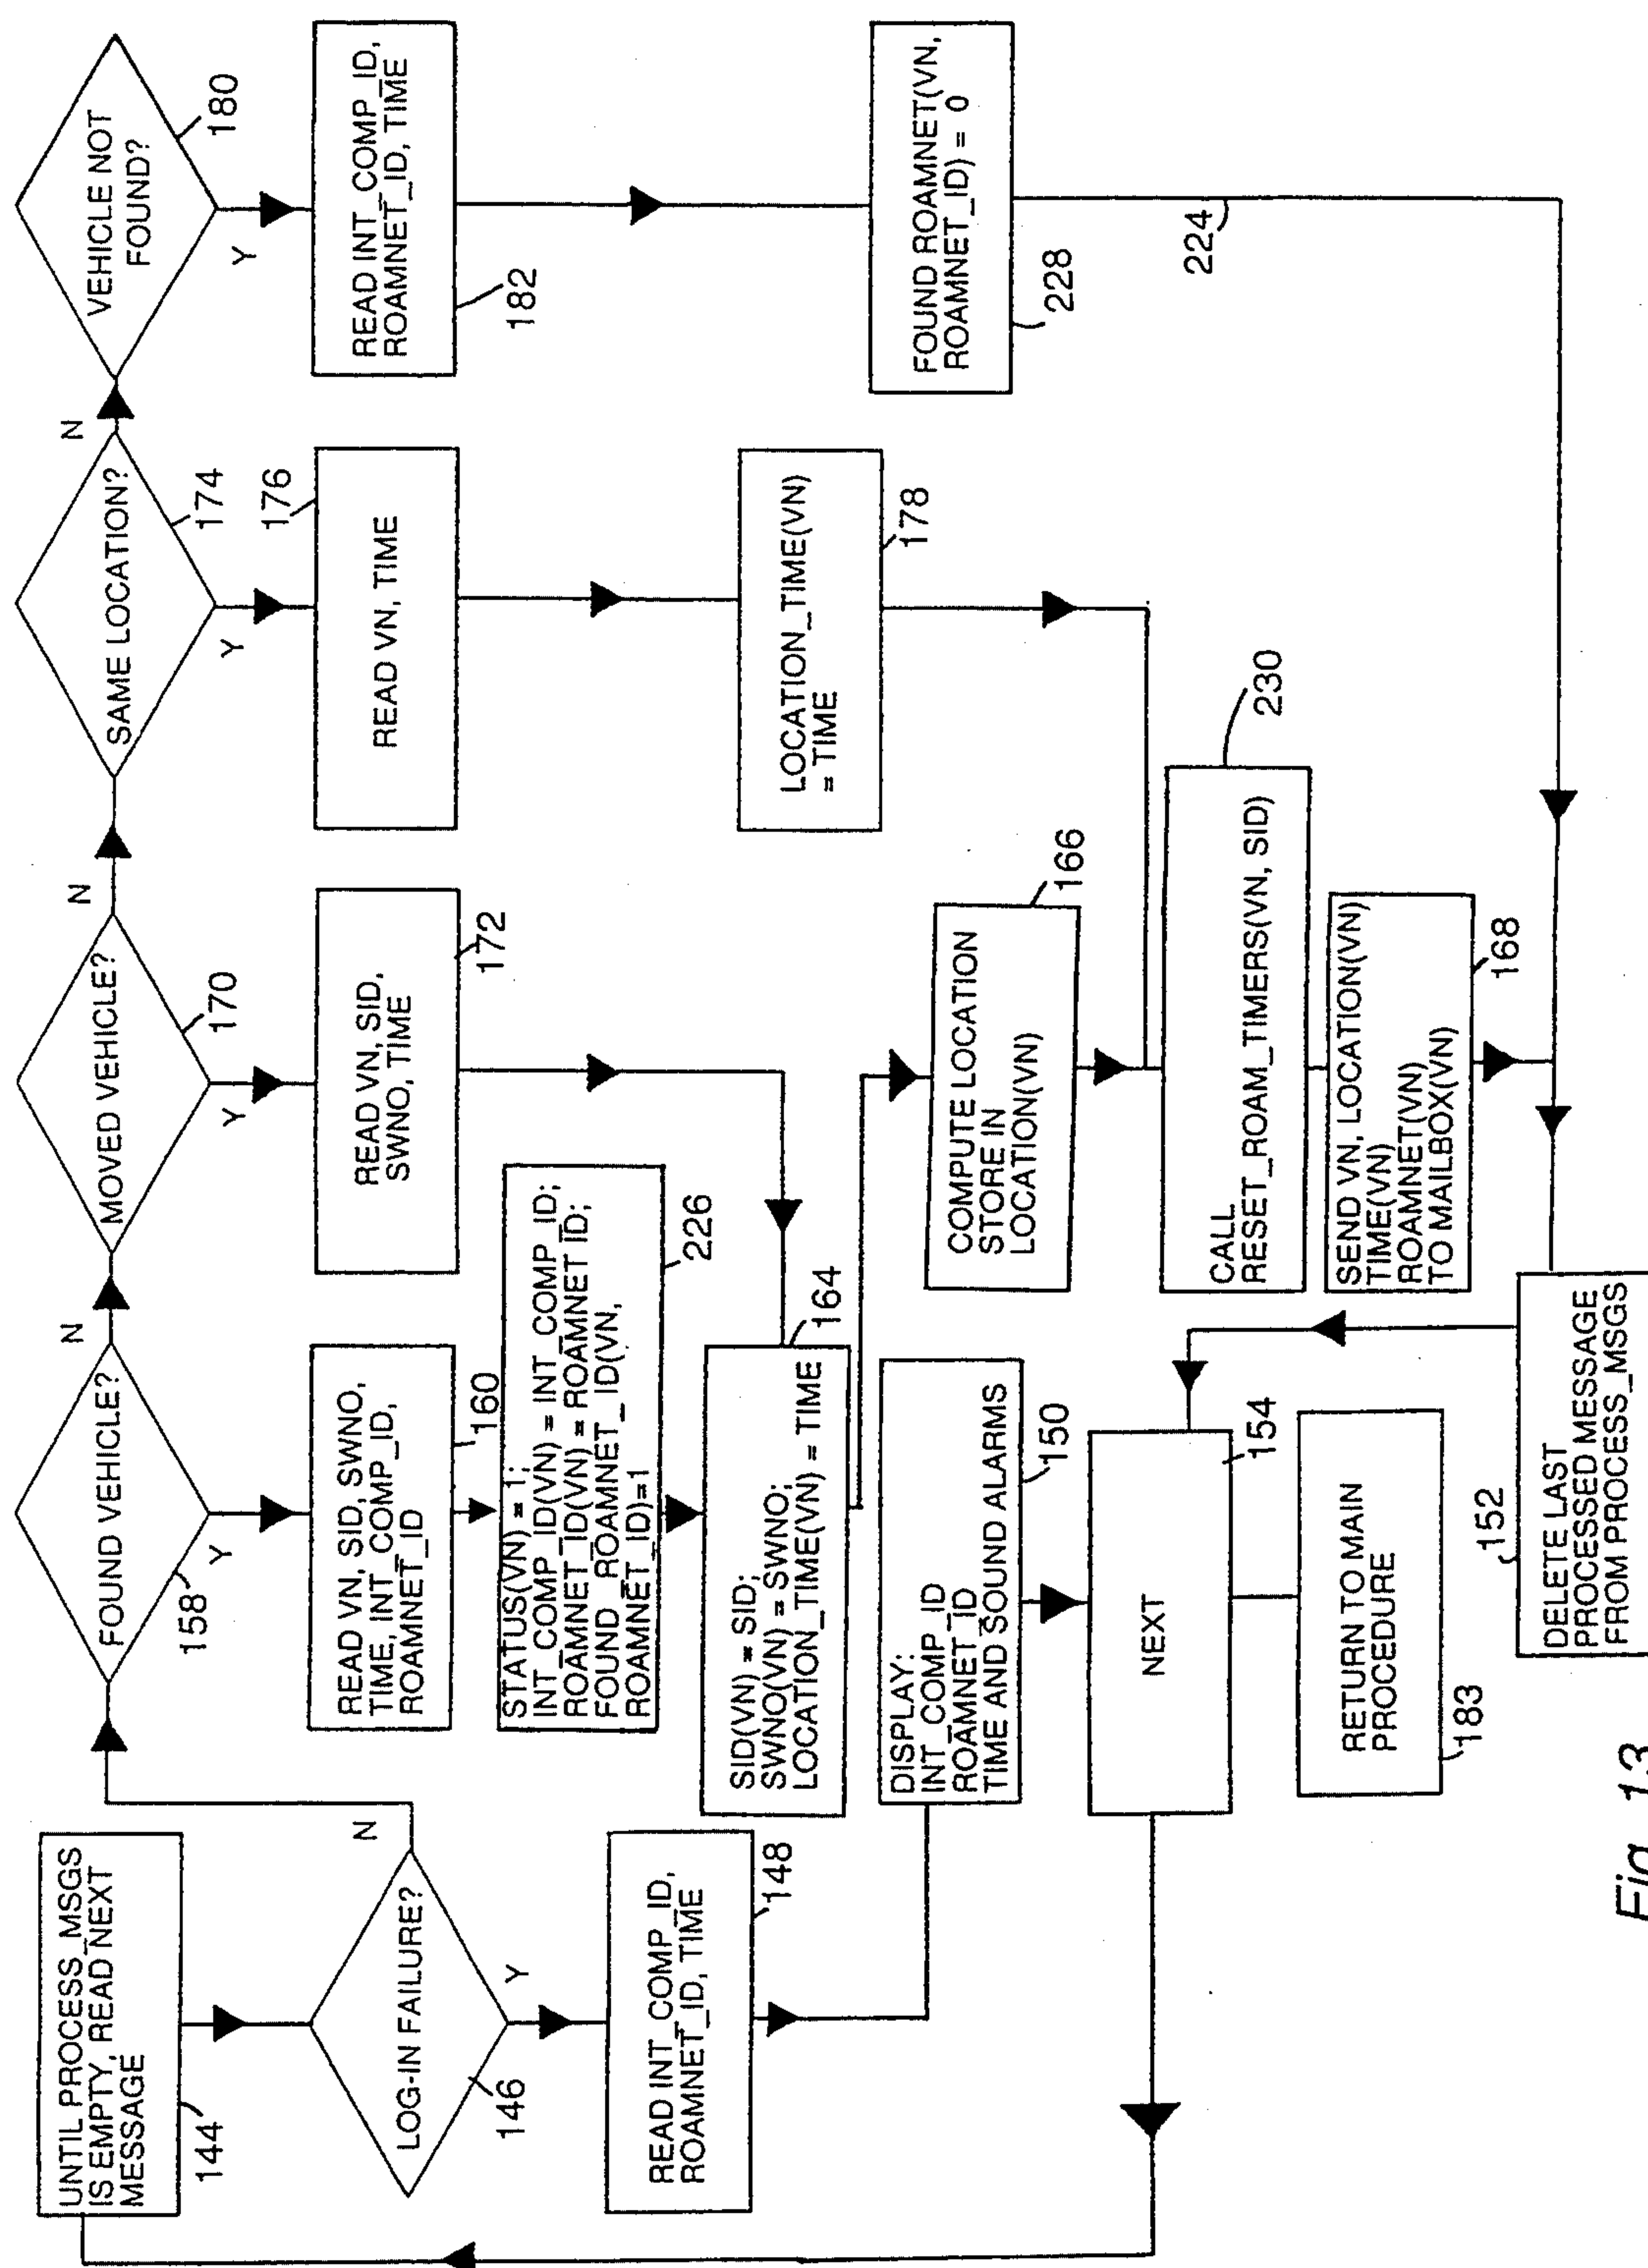 UNTIL PROCESS_MSGS
IS EMPTY, READ NEXT
MESSAGE
144
LOG-IN FAILURE?
146
N
Y
READ INT_COMP_ID,
ROAMNET_ID, TIME
148
FOUND VEHICLE?
158
N
Y
READ VN, SID, SWNO,
TIME, INT_COMP_ID,
ROAMNET_ID
160
STATUS(VN) = 1;
INT_COMP_ID(VN) = INT_COMP_ID;
ROAMNET_ID(VN) = ROAMNET ID;
FOUND_ROAMNET_ID(VN,
ROAMNET_ID)=1
226
SID(VN) = SID;
SWNO(VN) = SWNO;
LOCATION_TIME(VN) = TIME
164
DISPLAY:
INT_COMP_ID
ROAMNET_ID
TIME AND SOUND ALARMS
150
NEXT
154
RETURN TO MAIN
PROCEDURE
183
MOVED VEHICLE?
170
N
Y
READ VN, SID,
SWNO, TIME
172
COMPUTE LOCATION
STORE IN
LOCATION(VN)
166
CALL
RESET_ROAM_TIMERS(VN, SID)
230
SEND VN, LOCATION(VN)
TIME(VN)
ROAMNET(VN)
TO MAILBOX(VN)
168
DELETE LAST
PROCESSED MESSAGE
FROM PROCESS_MSGS
152
SAME LOCATION?
174
N
Y
READ VN, TIME
176
LOCATION_TIME(VN)
= TIME
178
VEHICLE NOT
FOUND?
180
Y
READ INT_COMP_ID,
ROAMNET_ID, TIME
182
FOUND ROAMNET(VN,
ROAMNET_ID) = 0
228
224
Fig. 13